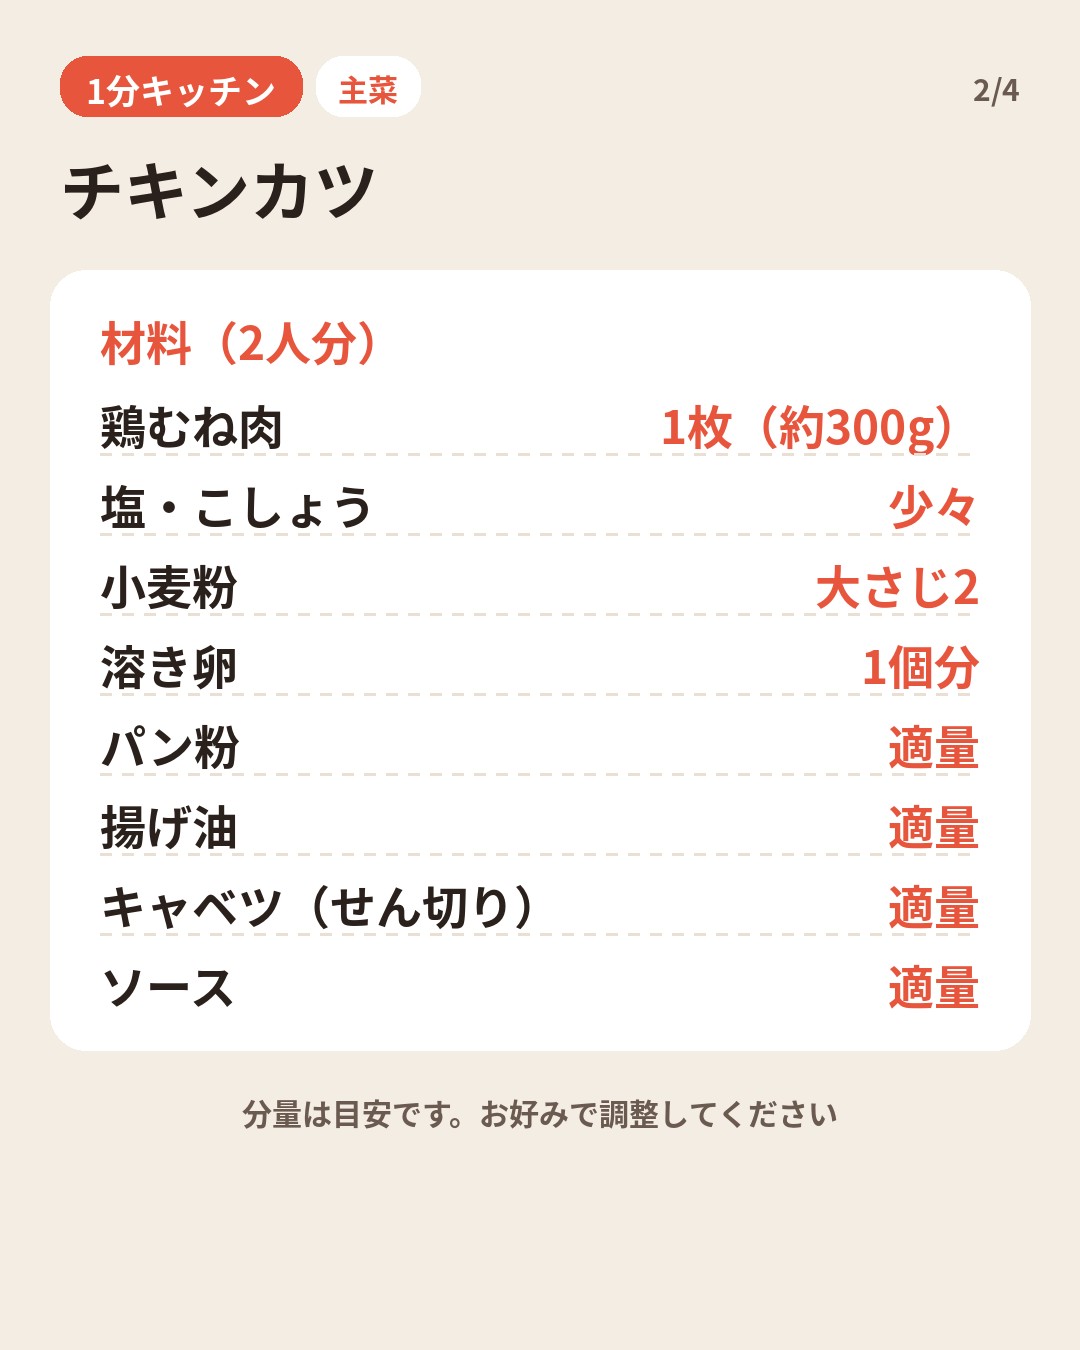 1分キッチン 主菜 2/4
チキンカツ
材料（2人分）
鶏むね肉 1枚（約300g）
塩・こしょう 少々
小麦粉 大さじ2
溶き卵 1個分
パン粉 適量
揚げ油 適量
キャベツ（せん切り） 適量
ソース 適量
分量は目安です。お好みで調整してください